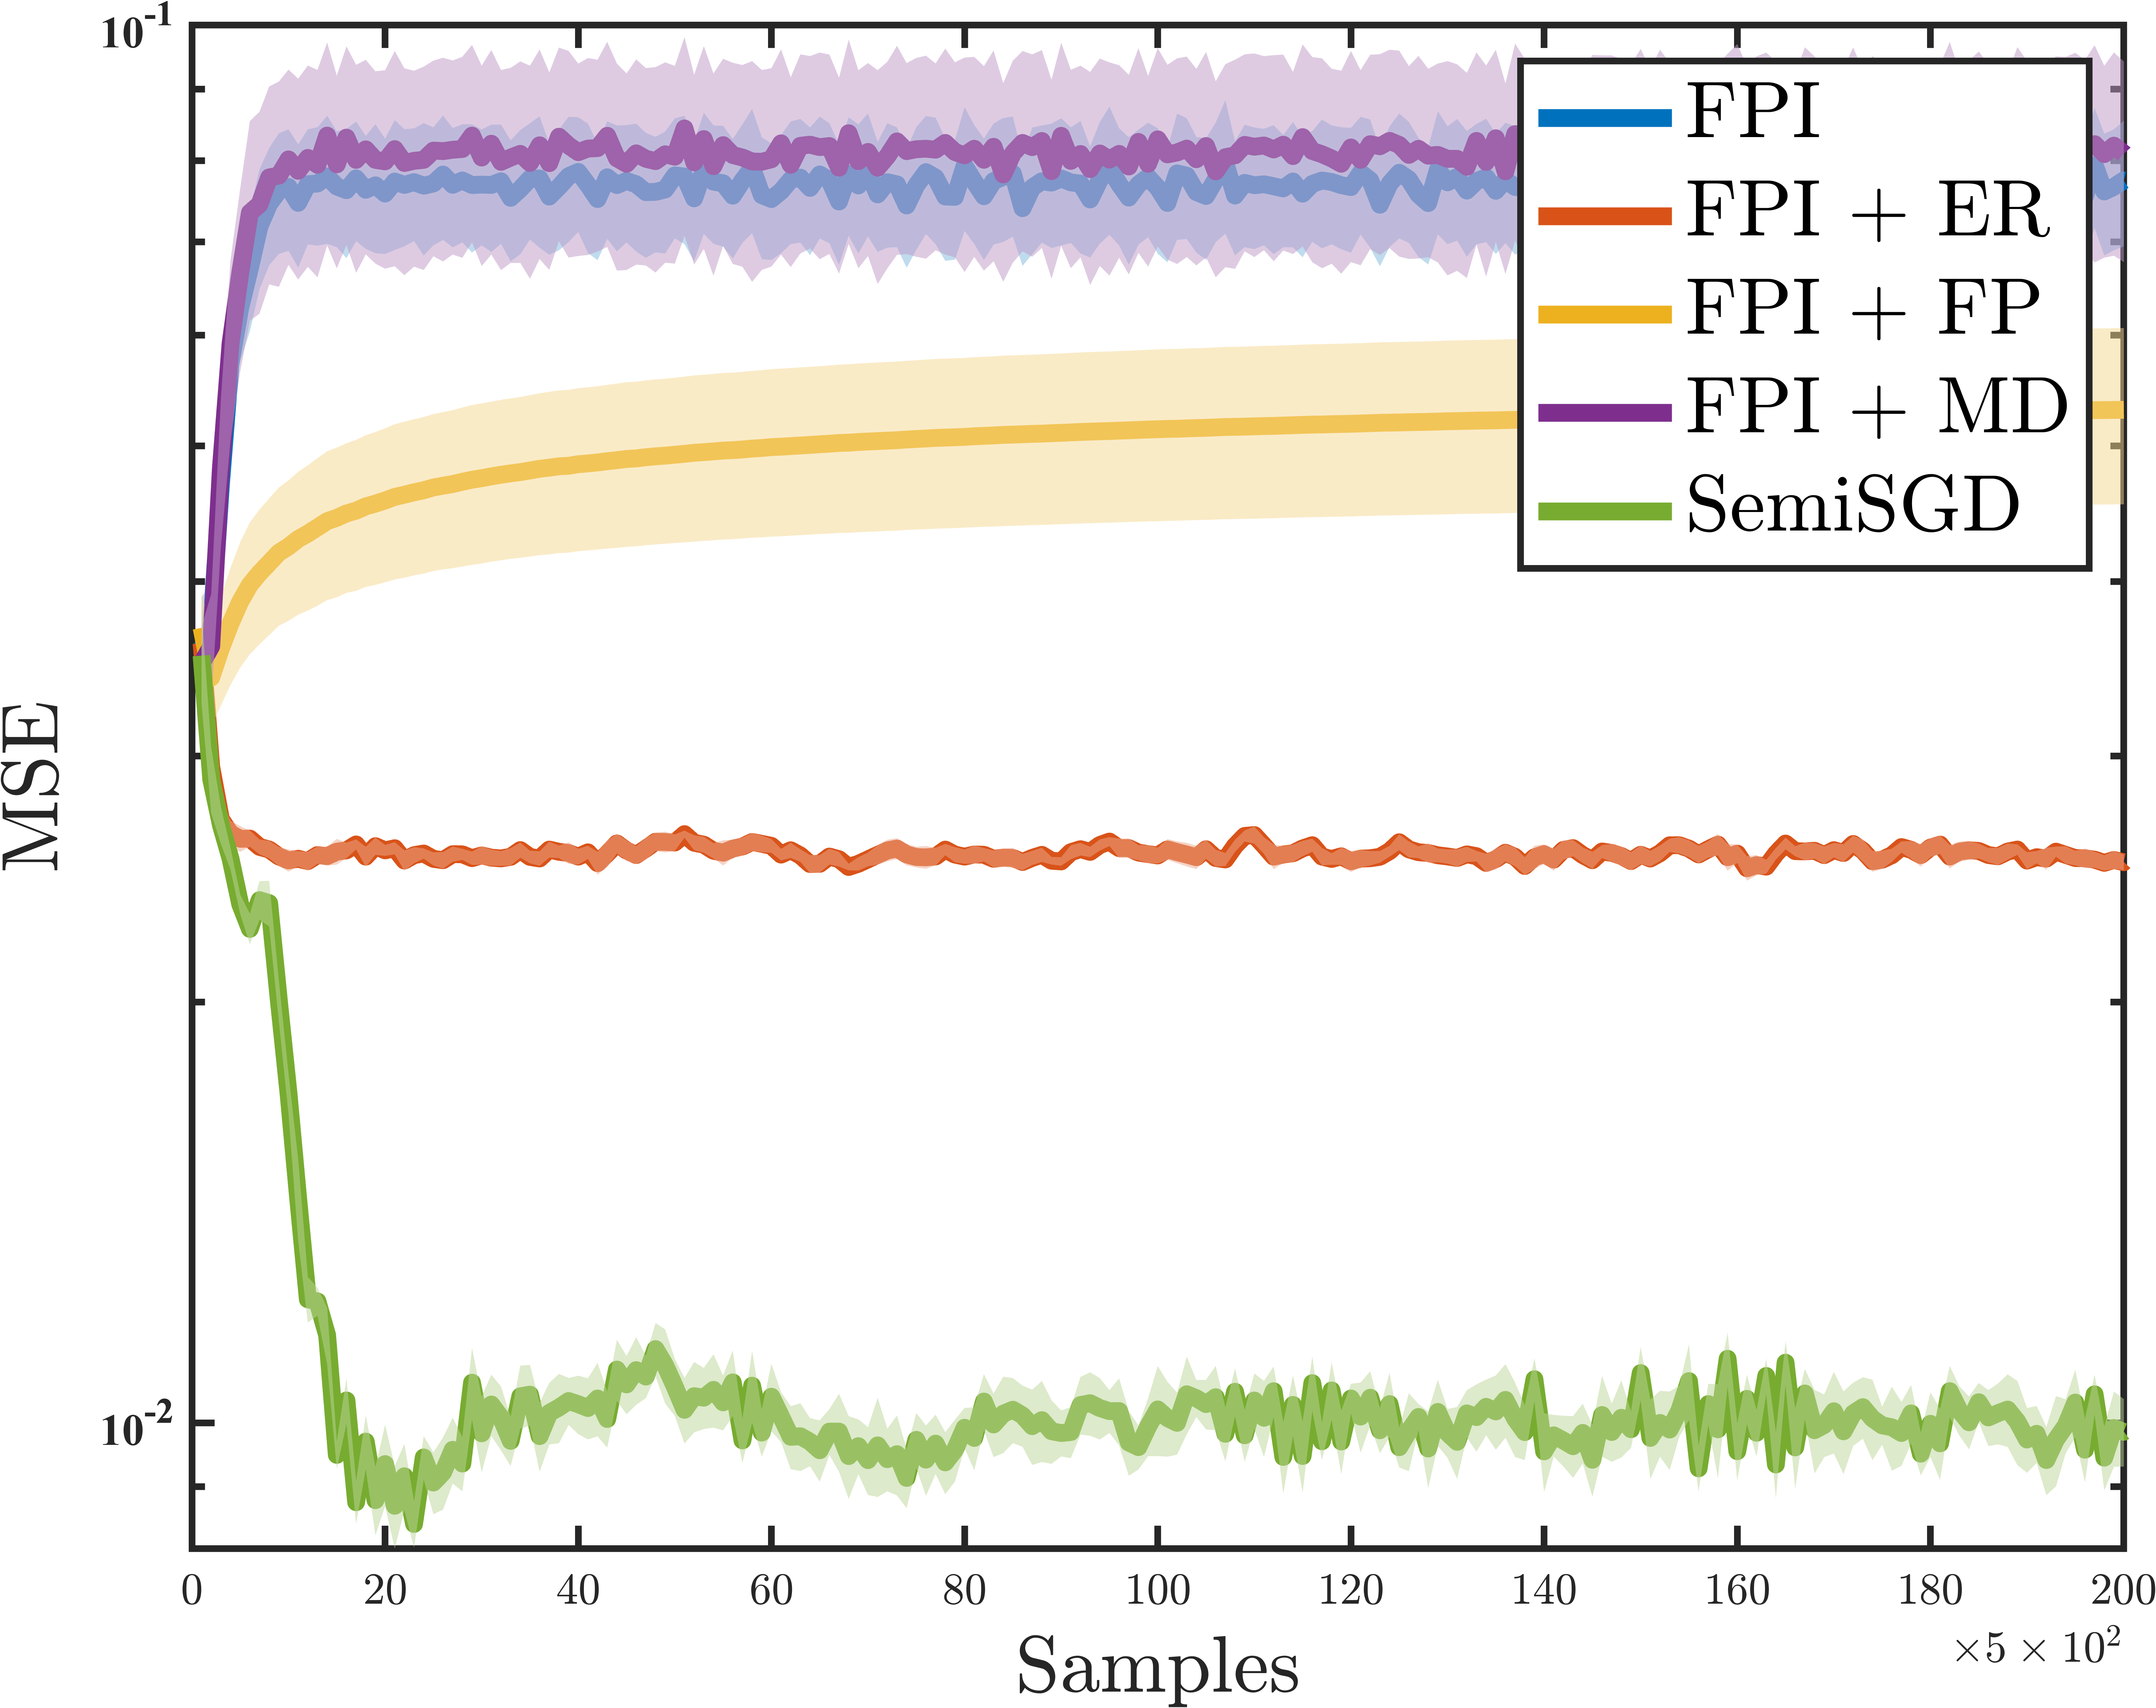 10^-1
FPI
FPI + ER
FPI + FP
FPI + MD
SemiSGD
MSE
10^-2
0 20 40 60 80 100 120 140 160 180 200
×5 × 10^2
Samples